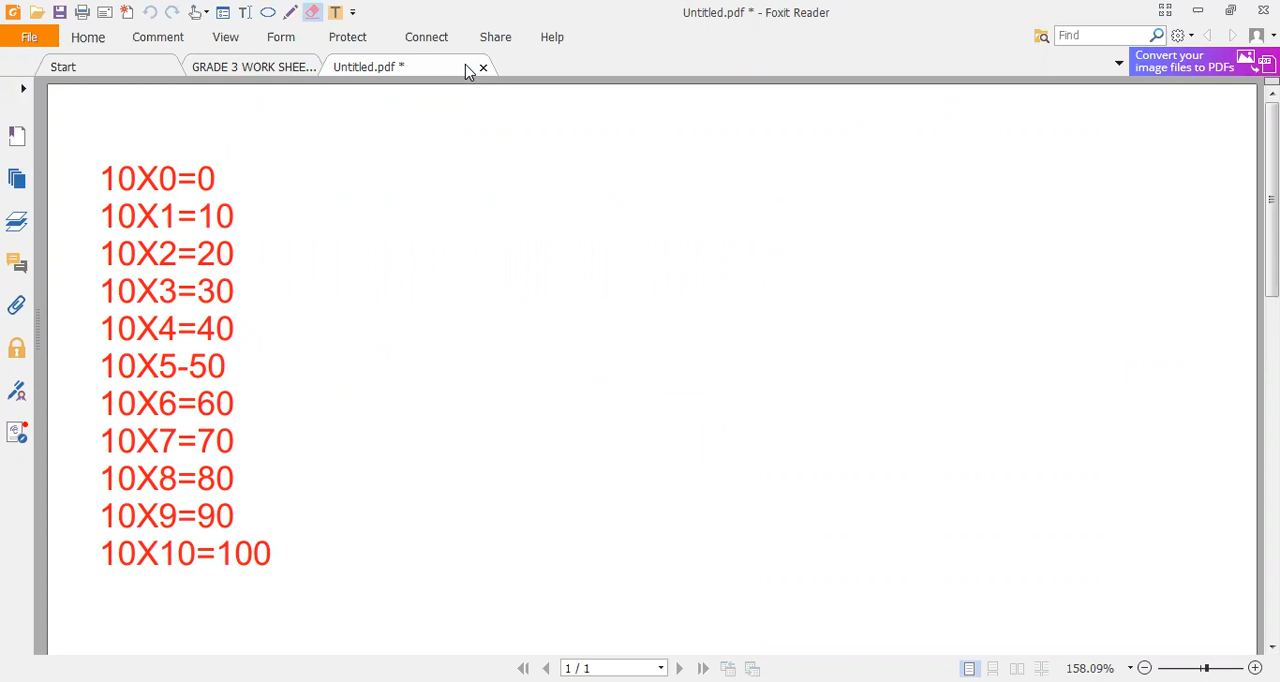 Untitled.pdf * - Foxit Reader
File Home Comment View Form Protect Connect Share Help Find
Start GRADE 3 WORK SHEE... Untitled.pdf *
Convert your
image files to PDFs
10X0=0
10X1=10
10X2=20
10X3=30
10X4=40
10X5-50
10X6=60
10X7=70
10X8=80
10X9=90
10X10=100
1 / 1 158.09%